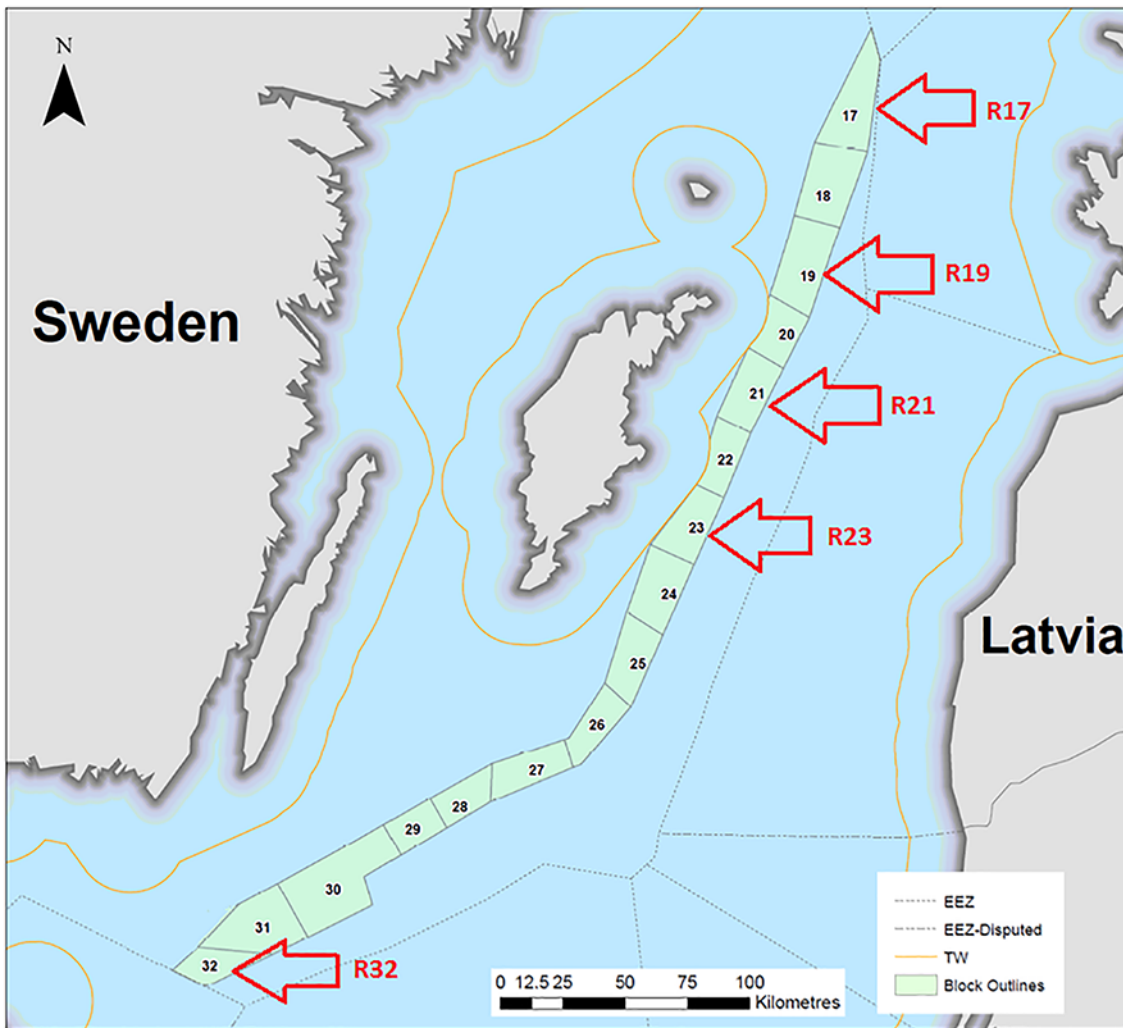 N
17
R17
18
19
R19
Sweden
20
21
R21
22
23
R23
24
Latvia
25
26
27
28
29
30
31
32
R32
EEZ
EEZ-Disputed
TW
Block Outlines
0 12.5 25 50 75 100
Kilometres